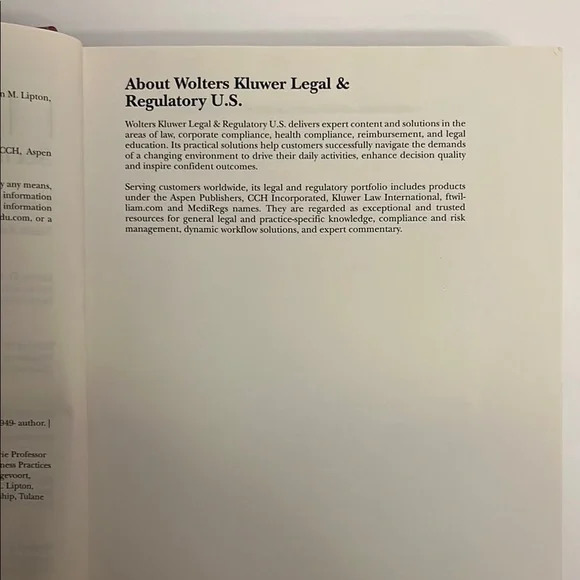 n M. Lipton,
CCH, Aspen
y any means,
information
information
du.com, or a
949- author. |
rie Professor
ness Practices
gevoort,
. Lipton,
ship, Tulane
About Wolters Kluwer Legal &
Regulatory U.S.
Wolters Kluwer Legal & Regulatory U.S. delivers expert content and solutions in the
areas of law, corporate compliance, health compliance, reimbursement, and legal
education. Its practical solutions help customers successfully navigate the demands
of a changing environment to drive their daily activities, enhance decision quality
and inspire confident outcomes.
Serving customers worldwide, its legal and regulatory portfolio includes products
under the Aspen Publishers, CCH Incorporated, Kluwer Law International, ftwil-
liam.com and MediRegs names. They are regarded as exceptional and trusted
resources for general legal and practice-specific knowledge, compliance and risk
management, dynamic workflow solutions, and expert commentary.